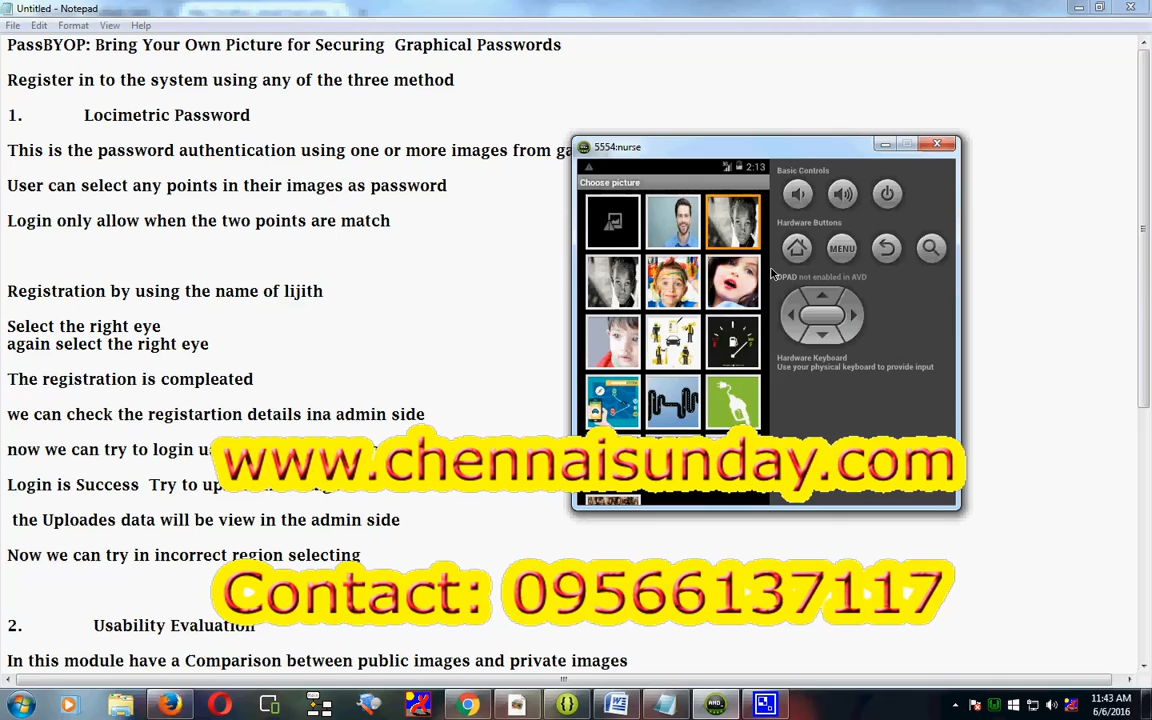 Untitled - Notepad
File Edit Format View Help
PassBYOP: Bring Your Own Picture for Securing Graphical Passwords
Register in to the system using any of the three method
1. Locimetric Password
This is the password authentication using one or more images from ga
User can select any points in their images as password
Login only allow when the two points are match
Registration by using the name of lijith
Select the right eye
again select the right eye
The registration is compleated
we can check the registartion details ina admin side
now we can try to login u
Login is Success Try to up
the Uploades data will be view in the admin side
Now we can try in incorrect region selecting
2. Usability Evaluation
In this module have a Comparison between public images and private images
5554:nurse
2:13
Choose picture
Basic Controls
Hardware Buttons
MENU
DPAD not enabled in AVD
Hardware Keyboard
Use your physical keyboard to provide input
www.chennaisunday.com
Contact: 09566137117
11:43 AM
6/6/2016